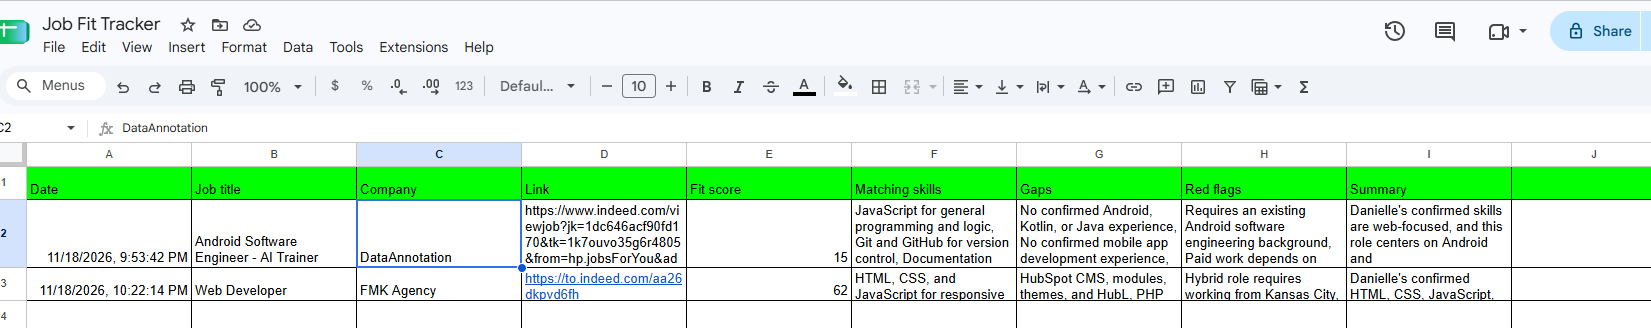 Job Fit Tracker
File Edit View Insert Format Data Tools Extensions Help
Share
Menus 100% $ % .0 .00 123 Defaul... 10 B I A
C2 fx DataAnnotation
A B C D E F G H I J
1 Date Job title Company Link Fit score Matching skills Gaps Red flags Summary
2
11/18/2026, 9:53:42 PM
Android Software
Engineer - AI Trainer
DataAnnotation
https://www.indeed.com/vi
ewjob?jk=1dc646acf90fd1
70&tk=1k7ouvo35g6r4805
&from=hp.jobsForYou&ad
15
JavaScript for general
programming and logic,
Git and GitHub for version
control, Documentation
No confirmed Android,
Kotlin, or Java experience,
No confirmed mobile app
development experience,
Requires an existing
Android software
engineering background,
Paid work depends on
Danielle's confirmed skills
are web-focused, and this
role centers on Android
and
3
11/18/2026, 10:22:14 PM
Web Developer
FMK Agency
https://to.indeed.com/aa26
dkpvd6fh
62
HTML, CSS, and
JavaScript for responsive
HubSpot CMS, modules,
themes, and HubL, PHP
Hybrid role requires
working from Kansas City,
Danielle's confirmed
HTML, CSS, JavaScript,
4